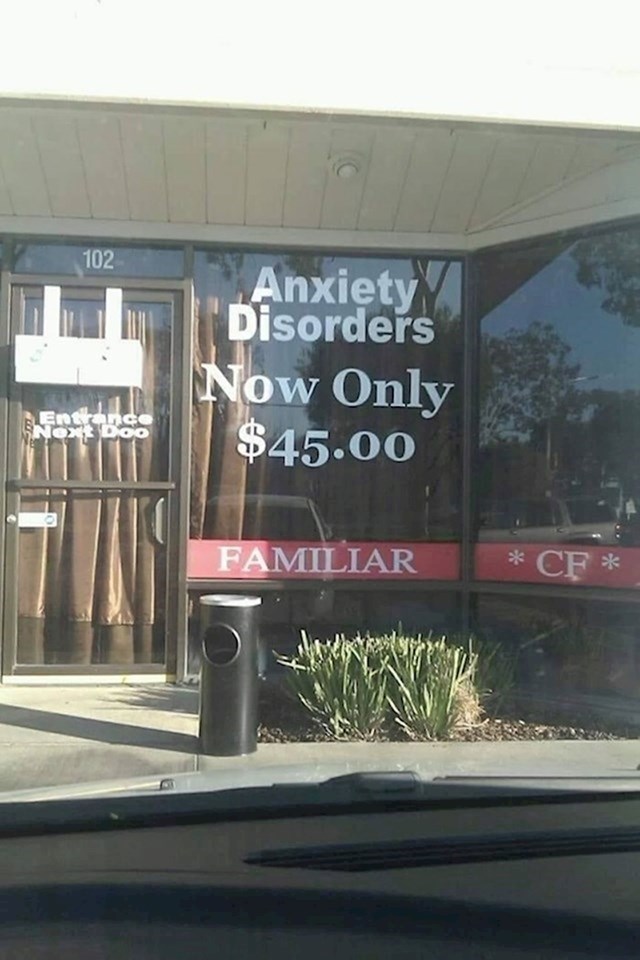 102
Anxiety
Disorders
Now Only
$45.00
Entrance
Next Doo
FAMILIAR
* CF *